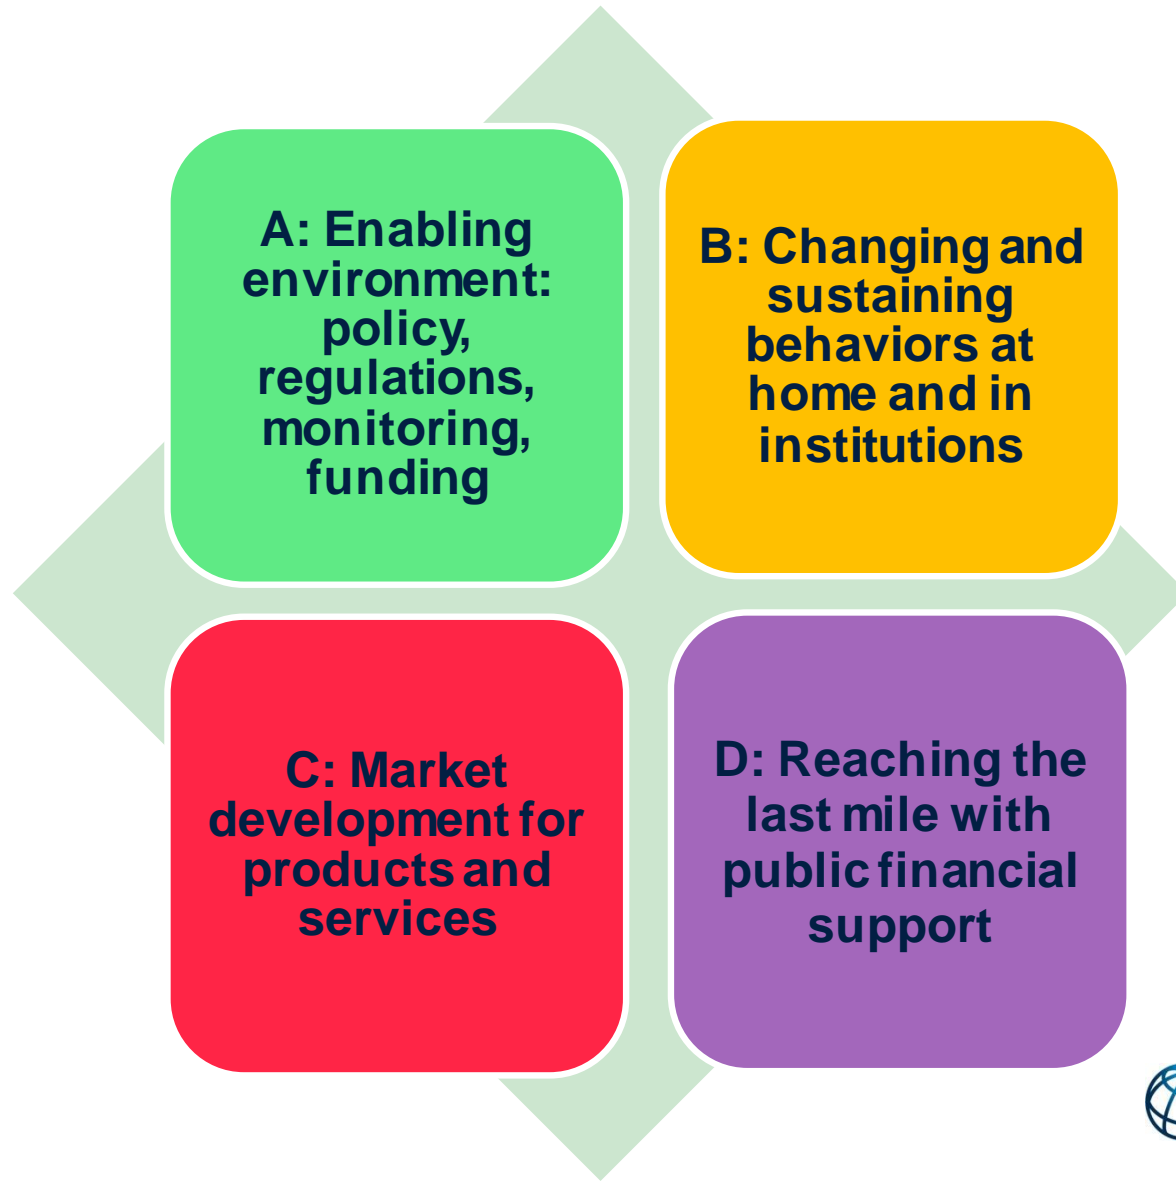 A: Enabling
environment:
policy,
regulations,
monitoring,
funding
B: Changing and
sustaining
behaviors at
home and in
institutions
C: Market
development for
products and
services
D: Reaching the
last mile with
public financial
support